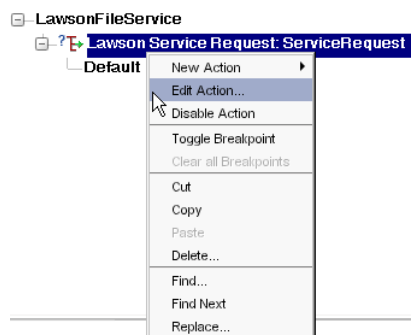 LawsonFileService
Lawson Service Request: ServiceRequest
Default
New Action
Edit Action...
Disable Action
Toggle Breakpoint
Clear all Breakpoints
Cut
Copy
Paste
Delete...
Find...
Find Next
Replace...